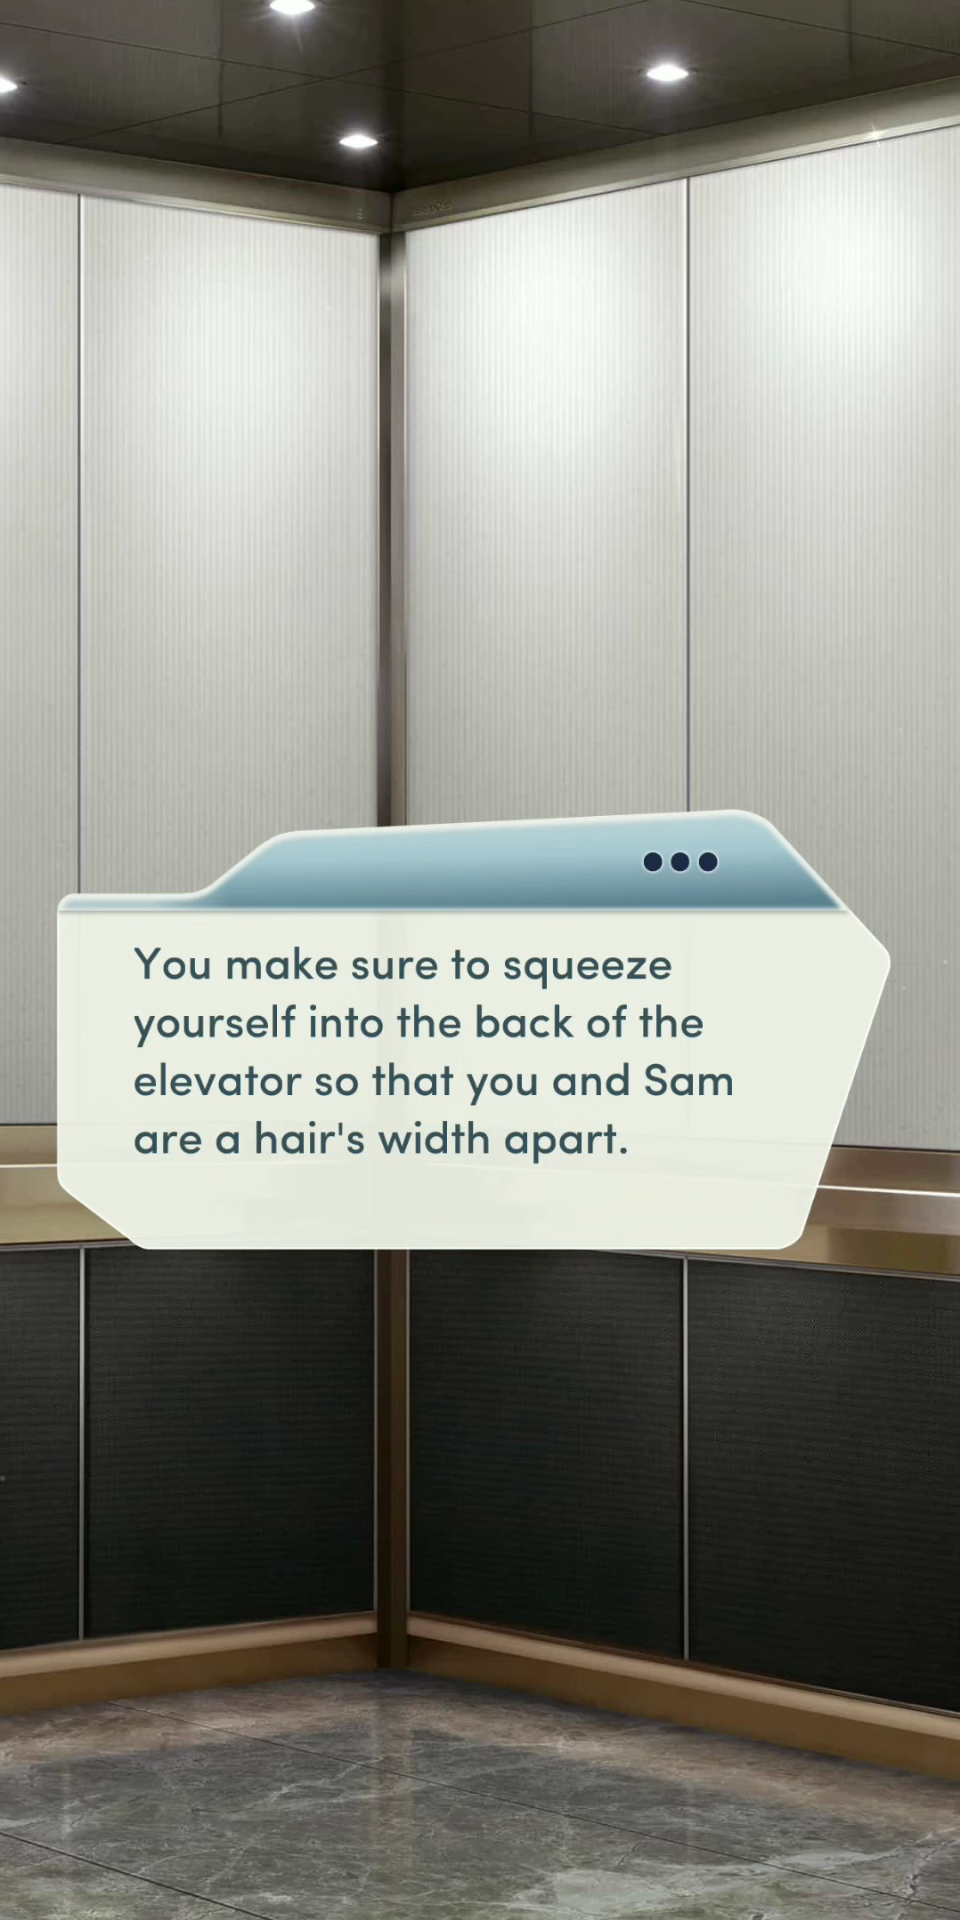 You make sure to squeeze
yourself into the back of the
elevator so that you and Sam
are a hair's width apart.